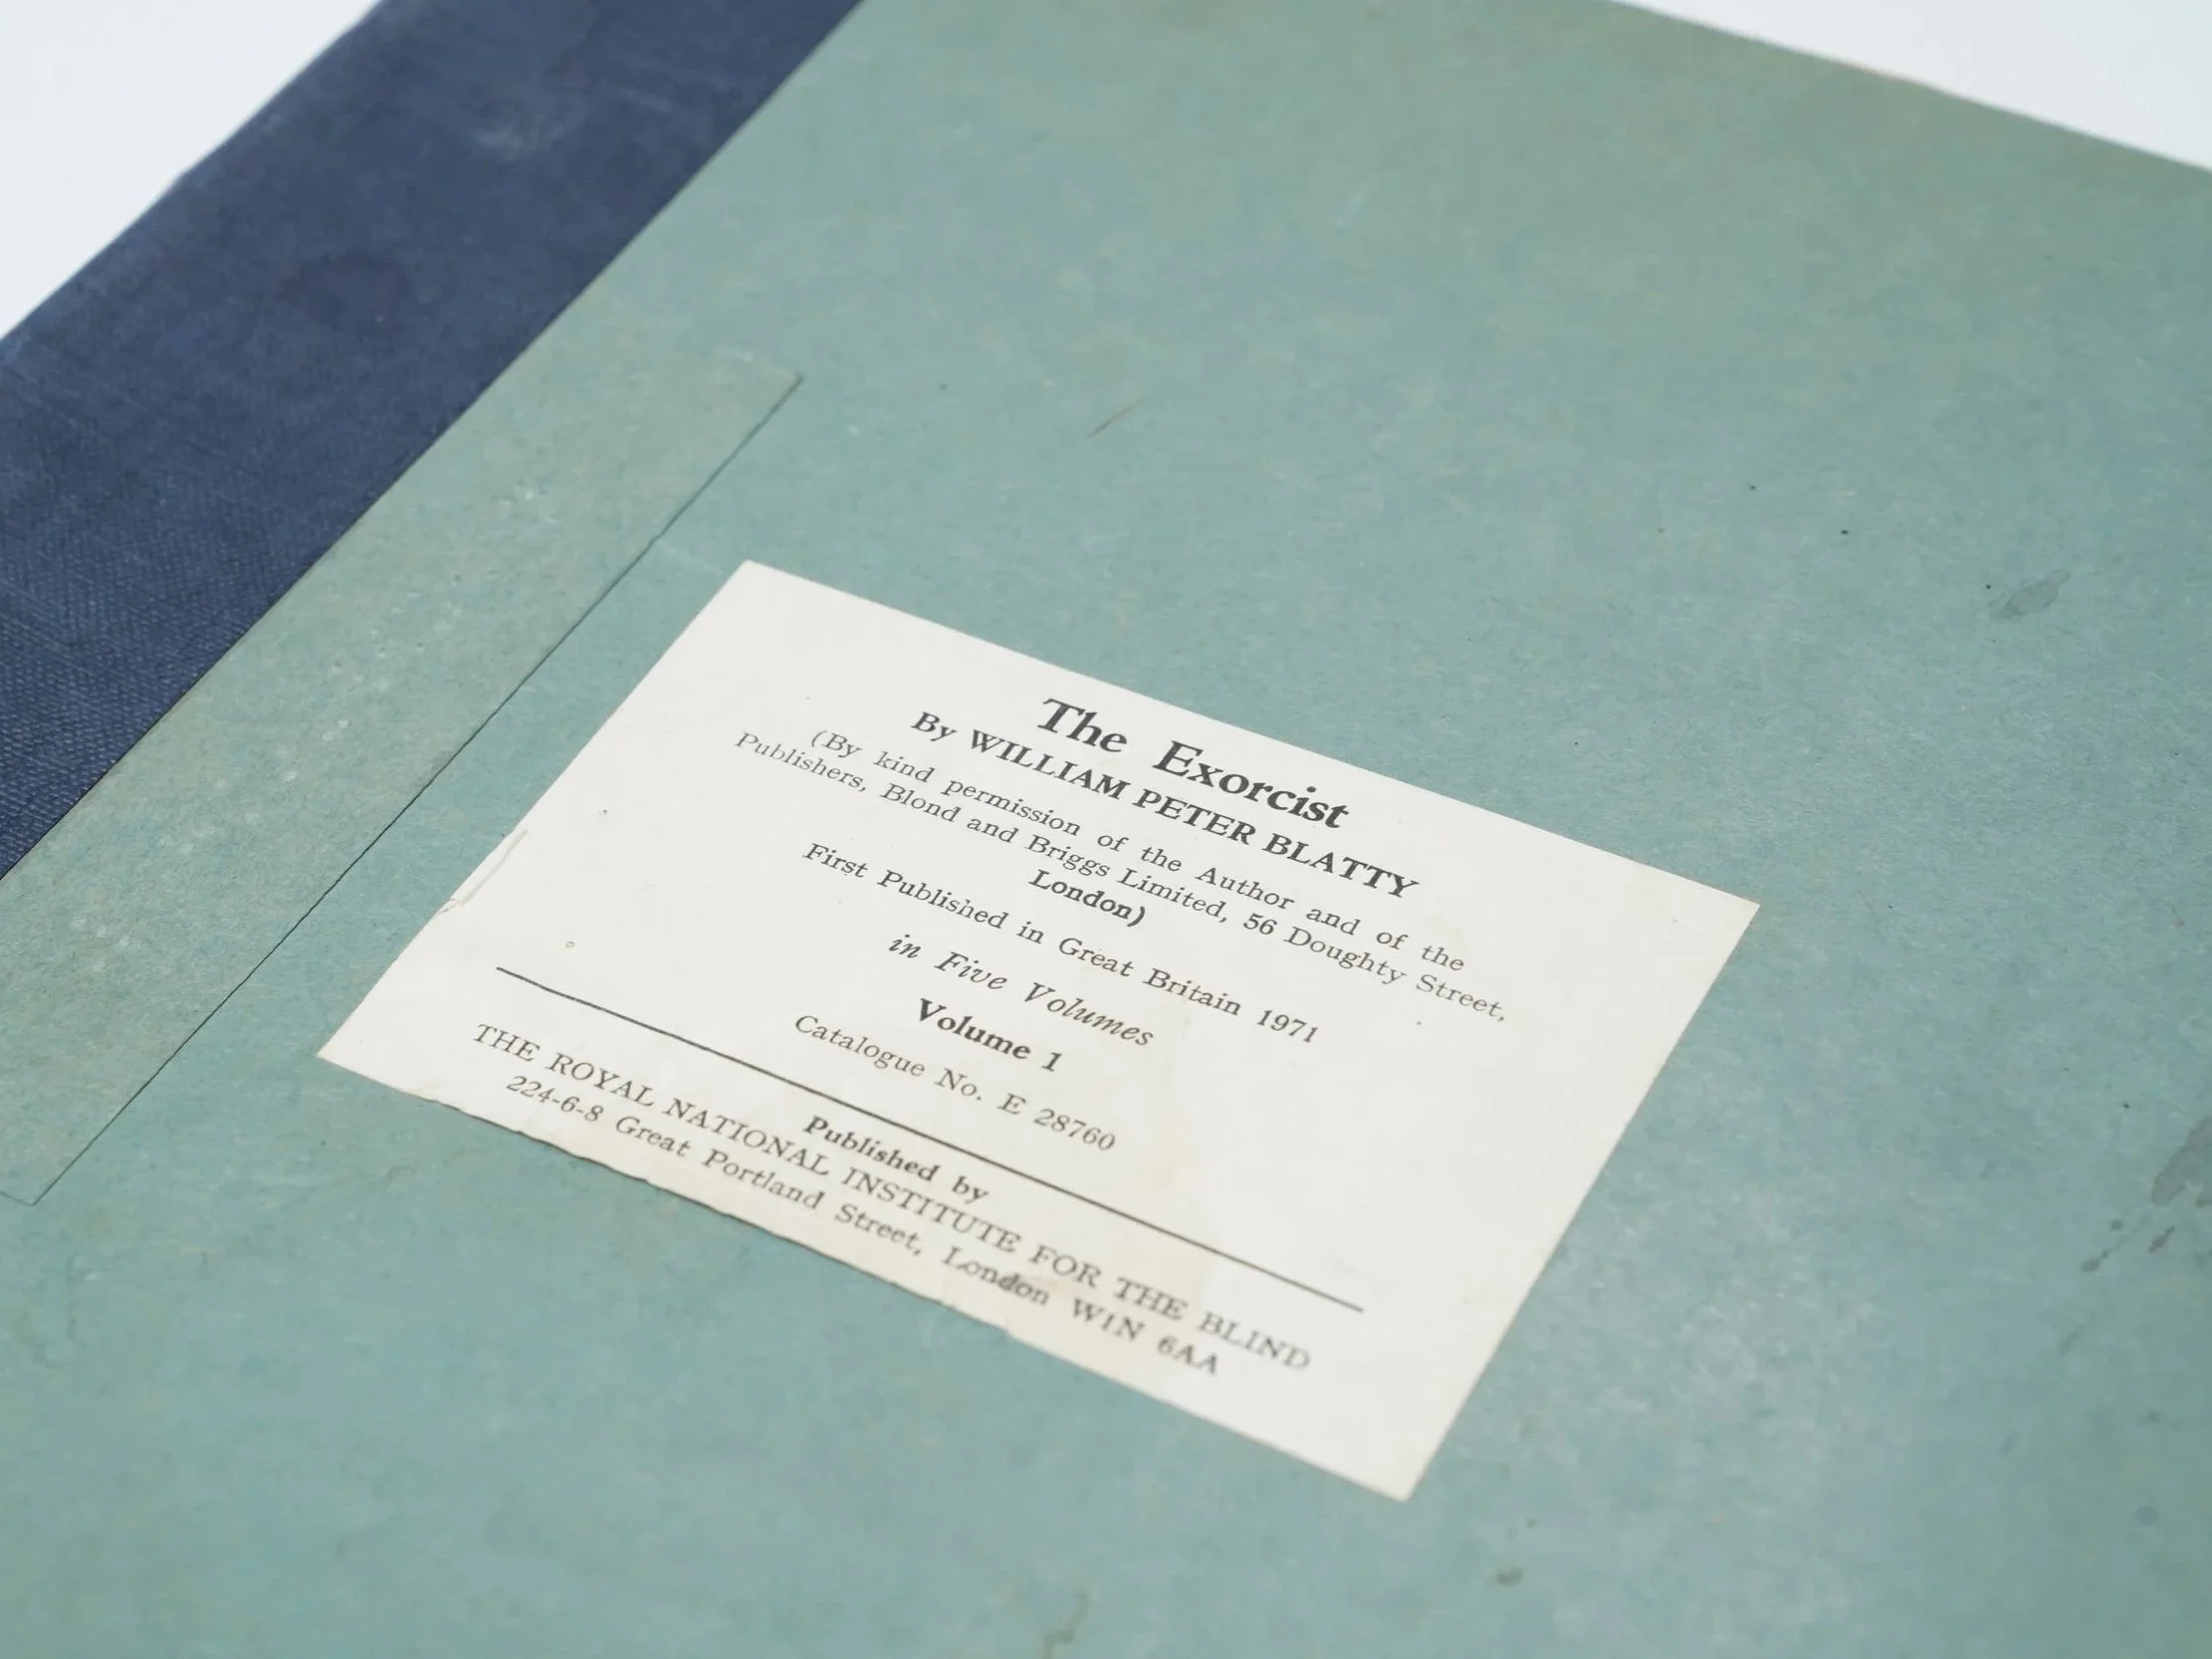 The Exorcist
By WILLIAM PETER BLATTY
(By kind permission of the Author and of the
Publishers, Blond and Briggs Limited, 56 Doughty Street,
London)
First Published in Great Britain 1971
in Five Volumes
Volume 1
Catalogue No. E 28760
Published by
THE ROYAL NATIONAL INSTITUTE FOR THE BLIND
224-6-8 Great Portland Street, London W1N 6AA